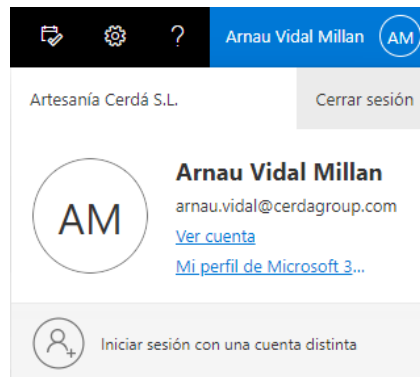 ? Arnau Vidal Millan AM
Artesanía Cerdá S.L. Cerrar sesión
AM
Arnau Vidal Millan
arnau.vidal@cerdagroup.com
Ver cuenta
Mi perfil de Microsoft 3...
Iniciar sesión con una cuenta distinta